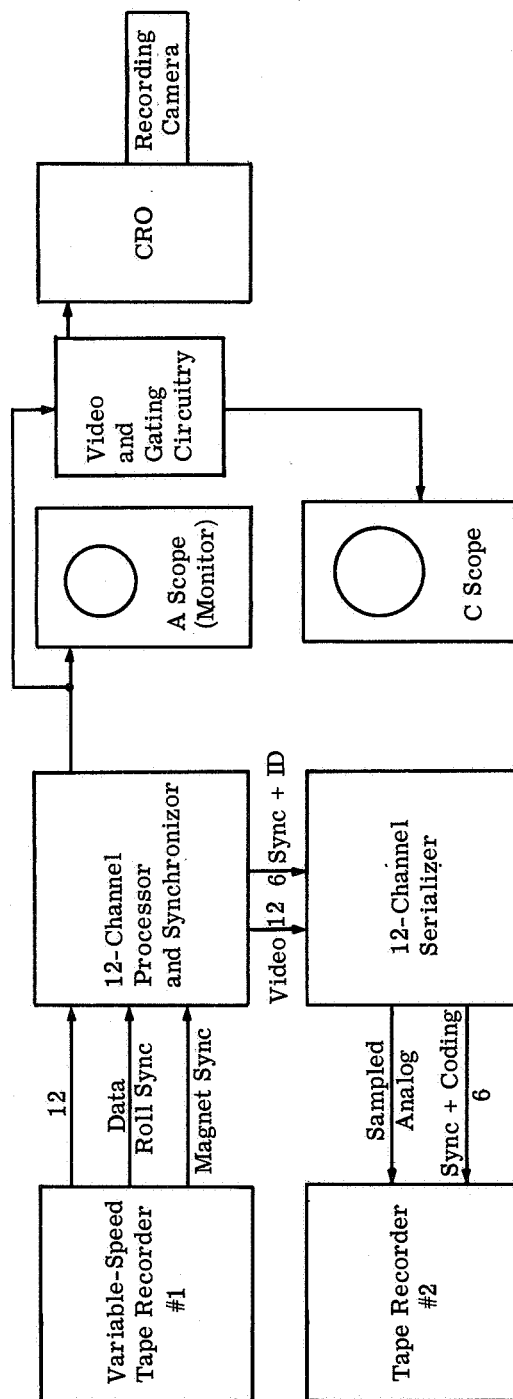 Variable-Speed
Tape Recorder
#1
12
Data
Roll Sync
Magnet Sync
12-Channel
Processor
and Synchronizor
A Scope
(Monitor)
Video
and
Gating
Circuitry
CRO
Recording
Camera
Video 12
6 Sync + ID
Tape Recorder
#2
Sampled
Analog
Sync + Coding
6
12-Channel
Serializer
C Scope